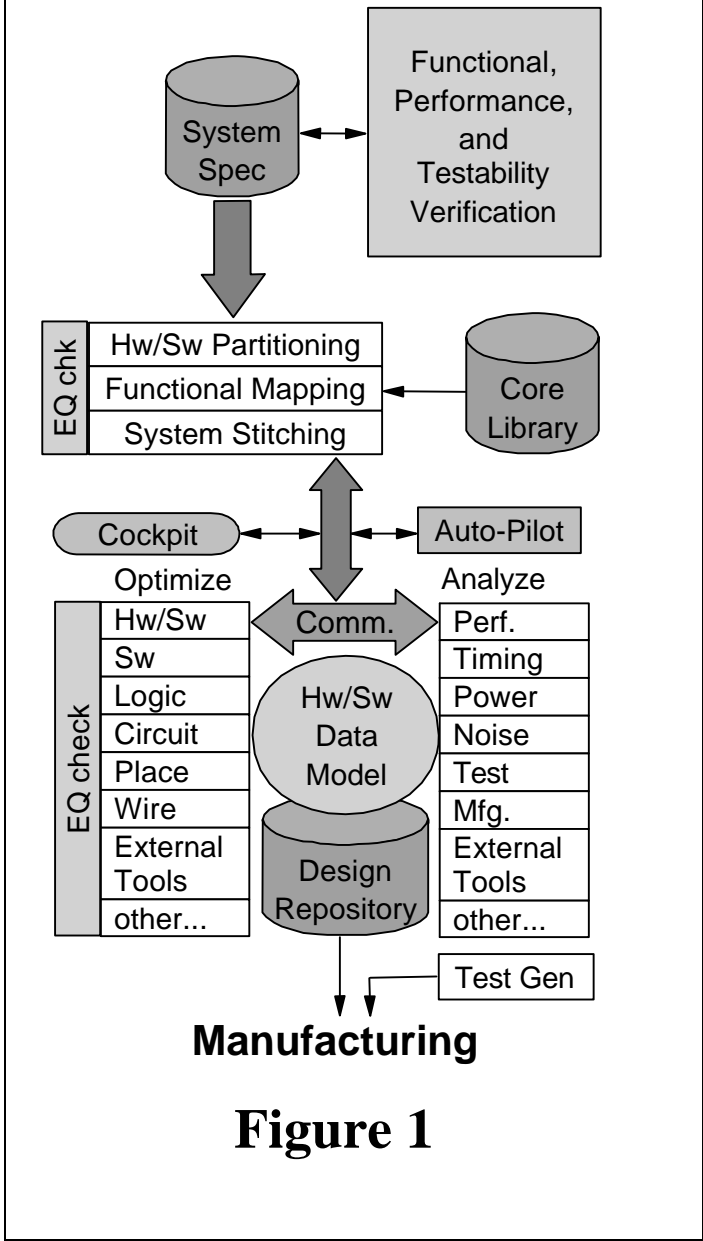 System
Spec
Functional,
Performance,
and
Testability
Verification
EQ chk
Hw/Sw Partitioning
Functional Mapping
System Stitching
Core
Library
Cockpit
Auto-Pilot
Optimize
Analyze
EQ check
Hw/Sw
Sw
Logic
Circuit
Place
Wire
External
Tools
other...
Comm.
Hw/Sw
Data
Model
Design
Repository
Perf.
Timing
Power
Noise
Test
Mfg.
External
Tools
other...
Test Gen
Manufacturing
Figure 1